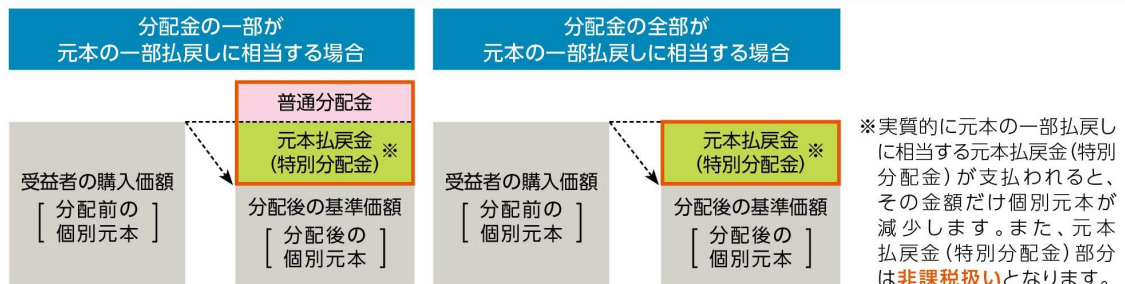 分配金の一部が
元本の一部払戻しに相当する場合
普通分配金
元本払戻金
(特別分配金)
※
受益者の購入価額
[ 分配前の
個別元本 ]
分配後の基準価額
[ 分配後の
個別元本 ]
分配金の全部が
元本の一部払戻しに相当する場合
元本払戻金
(特別分配金)
※
受益者の購入価額
[ 分配前の
個別元本 ]
分配後の基準価額
[ 分配後の
個別元本 ]
※実質的に元本の一部払戻し
に相当する元本払戻金(特別
分配金)が支払われると、
その金額だけ個別元本が
減少します。また、元本
払戻金(特別分配金)部分
は非課税扱いとなります。